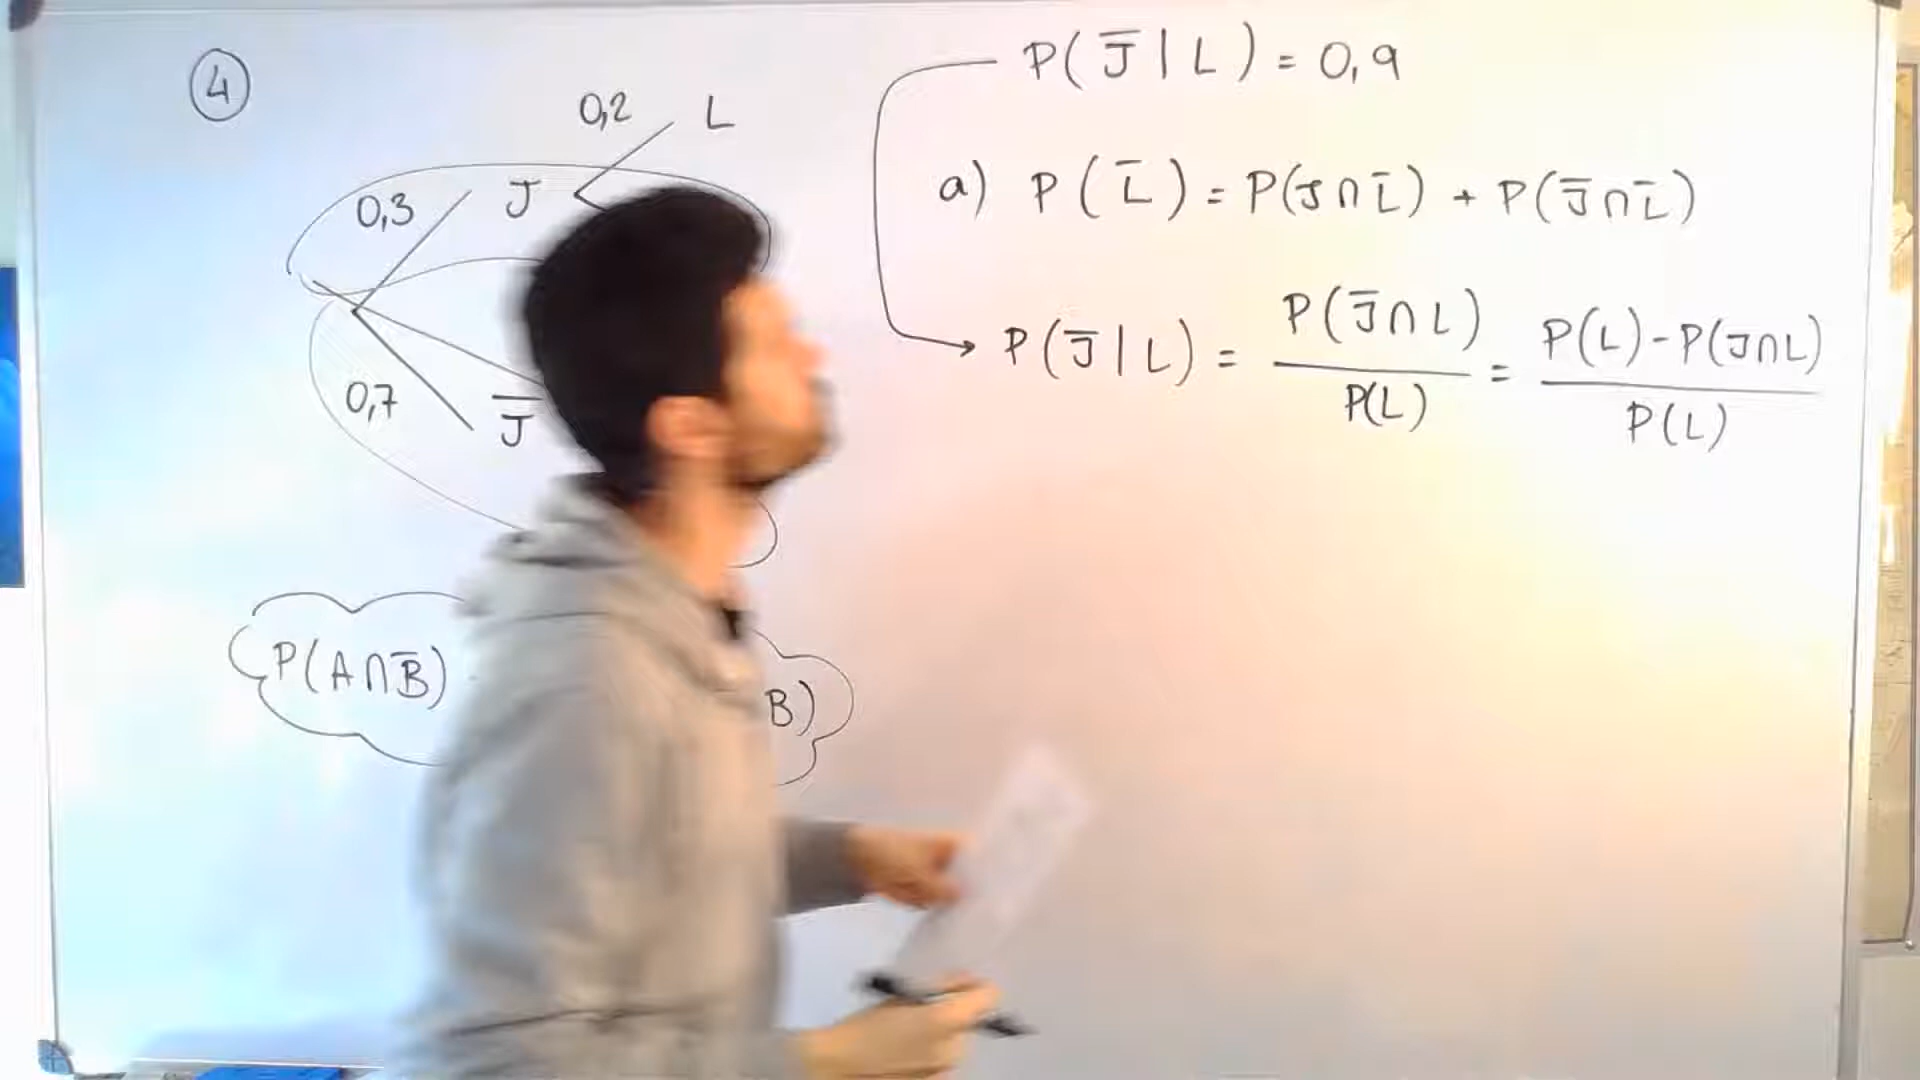 ④
0,2 L
0,3 J
0,7 J̅
P(A∩B̅)
B)
P(J̅|L) = 0,9
a) P(L̅) = P(J∩L̅) + P(J̅∩L̅)
P(J̅|L) = P(J̅∩L) / P(L) = P(L)-P(J∩L) / P(L)